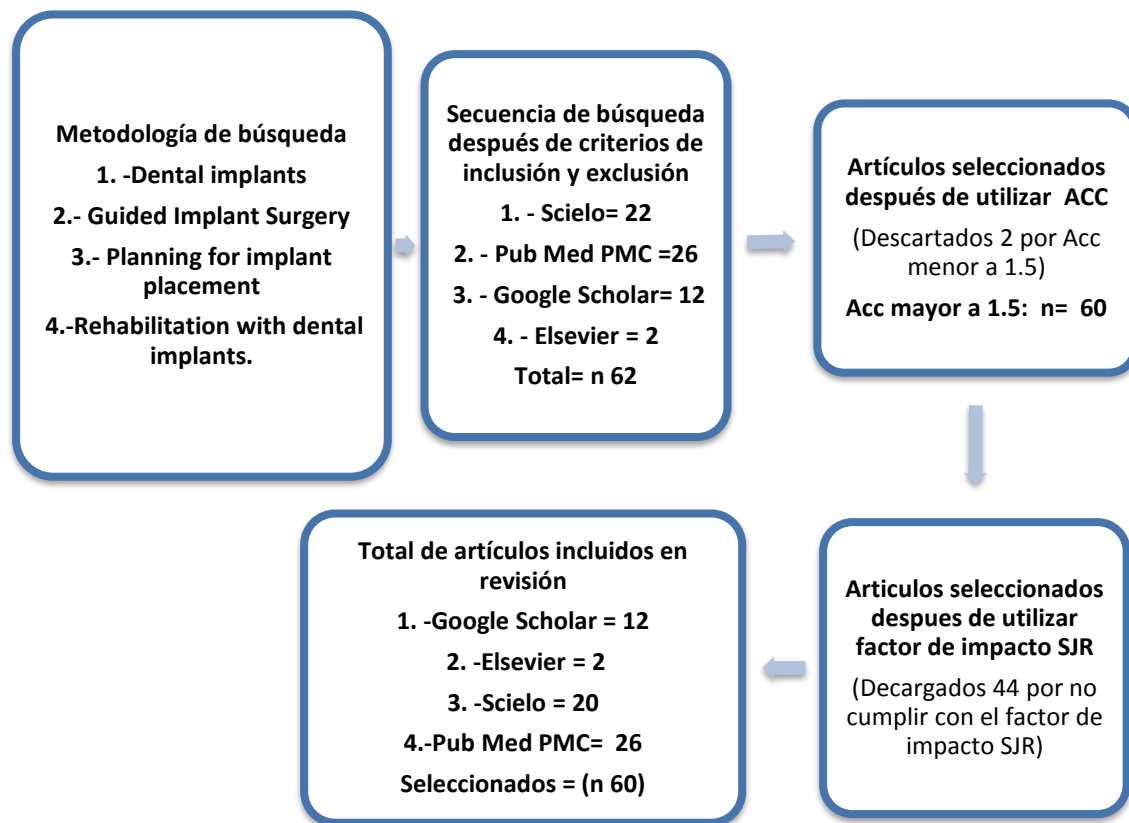 Metodología de búsqueda
1. -Dental implants
2.- Guided Implant Surgery
3.- Planning for implant
placement
4.-Rehabilitation with dental
implants.
Secuencia de búsqueda
después de criterios de
inclusión y exclusión
1. - Scielo= 22
2. - Pub Med PMC =26
3. - Google Scholar= 12
4. - Elsevier = 2
Total= n 62
Artículos seleccionados
después de utilizar ACC
(Descartados 2 por Acc
menor a 1.5)
Acc mayor a 1.5: n= 60
Articulos seleccionados
despues de utilizar
factor de impacto SJR
(Decargados 44 por no
cumplir con el factor de
impacto SJR)
Total de artículos incluidos en
revisión
1. -Google Scholar = 12
2. -Elsevier = 2
3. -Scielo = 20
4.-Pub Med PMC= 26
Seleccionados = (n 60)